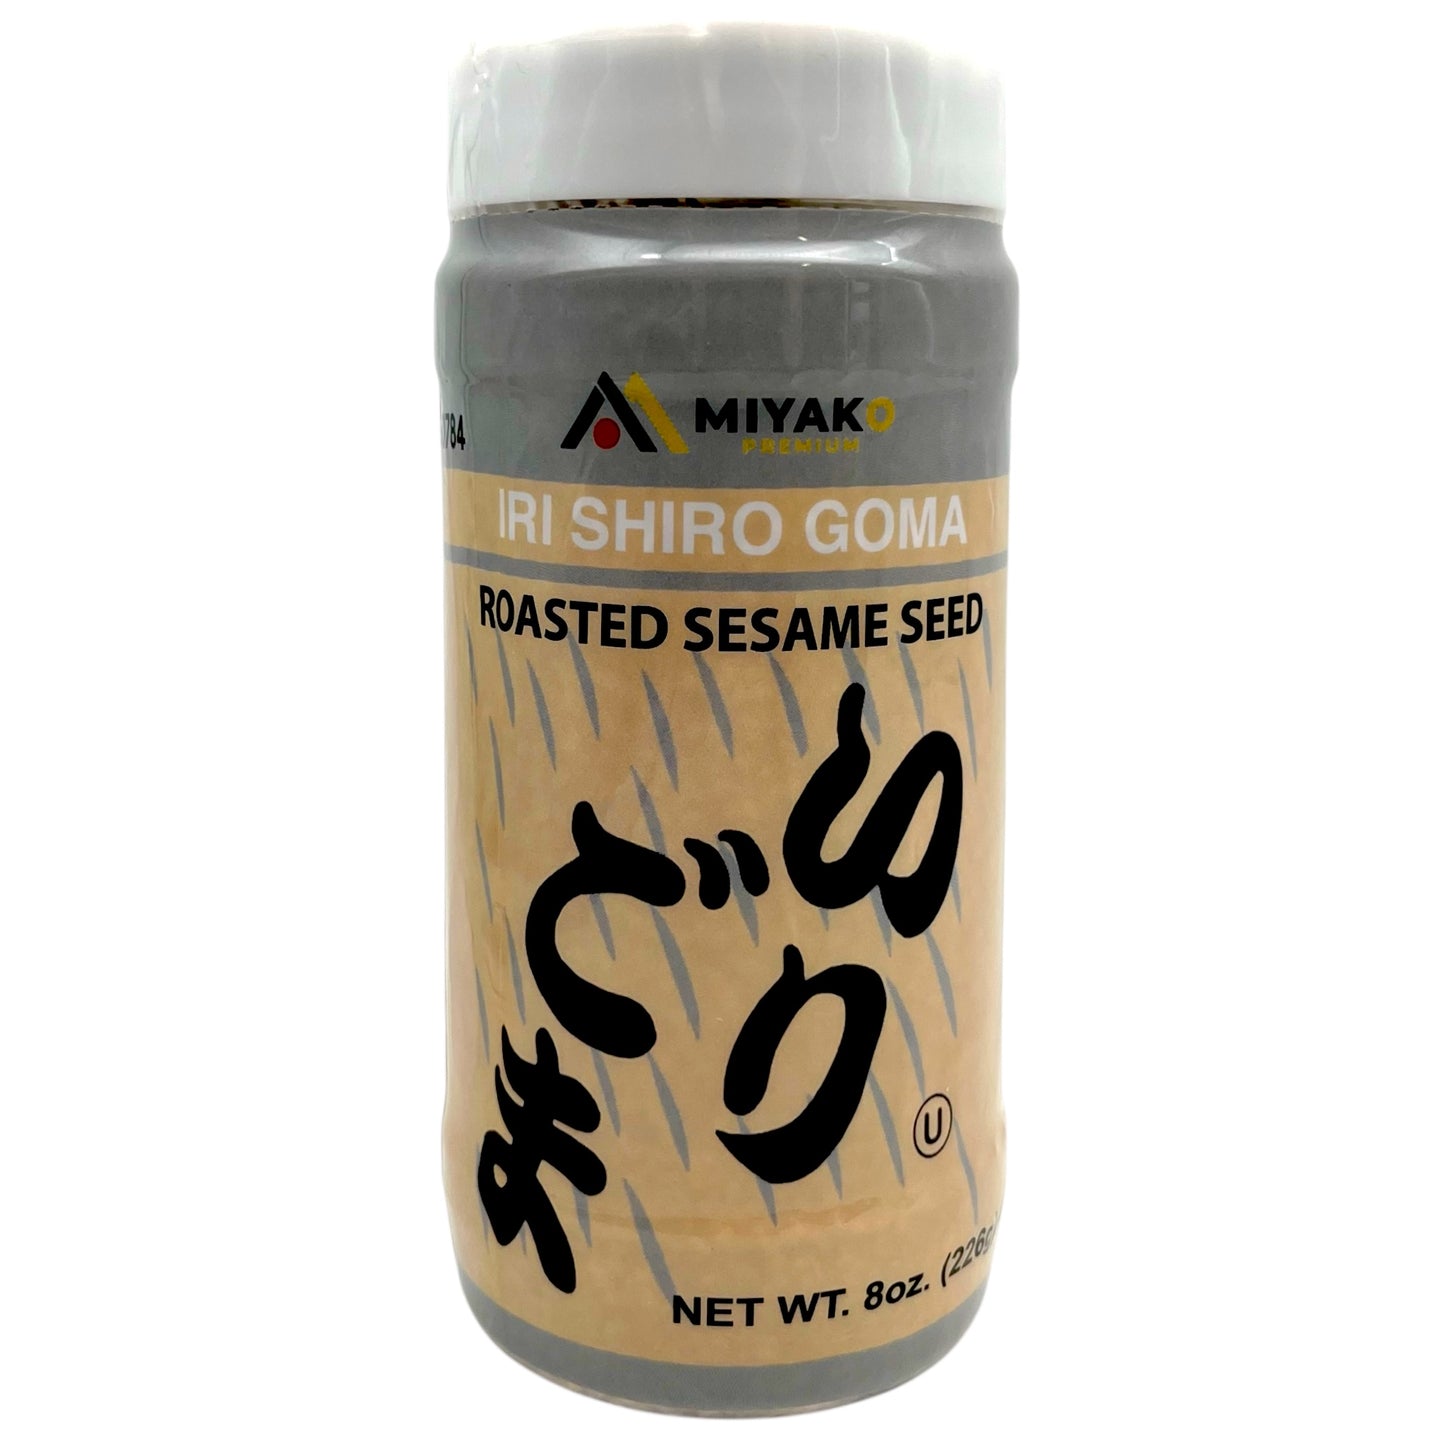 784
MIYAKO
PREMIUM
IRI SHIRO GOMA
ROASTED SESAME SEED
いり
ごま
U
NET WT. 8oz. (226g)